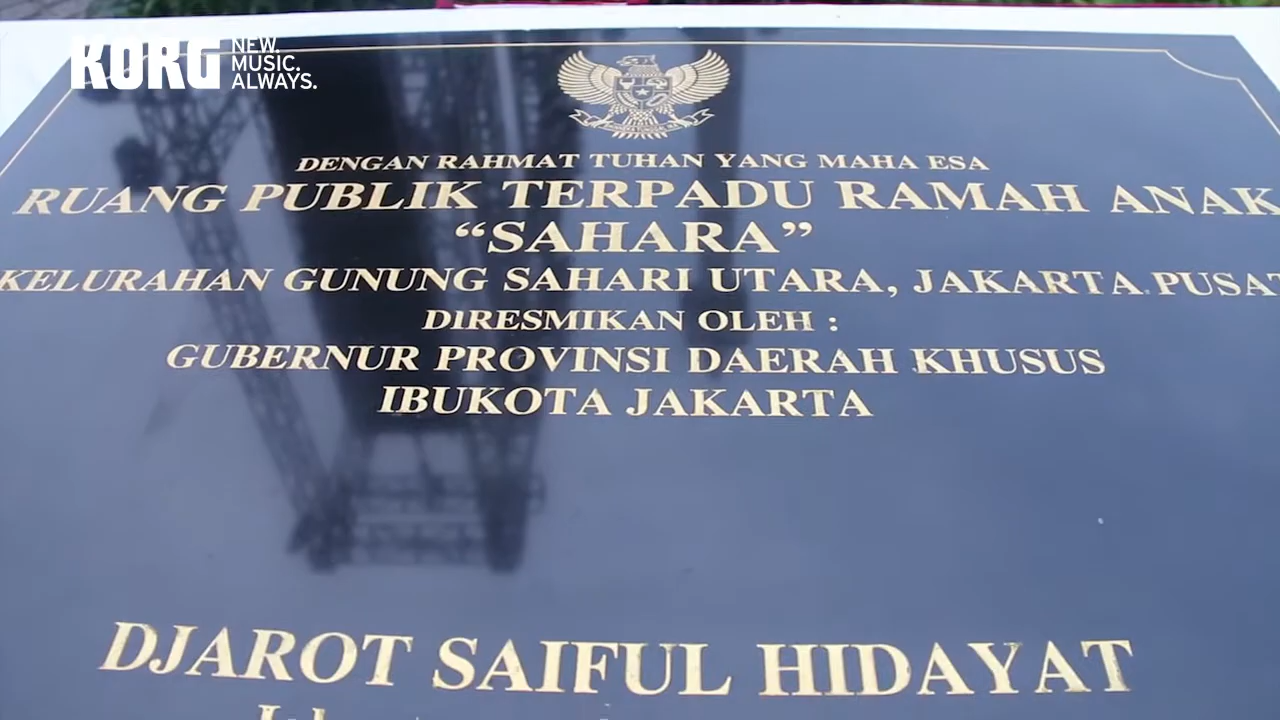 KORG NEW.
MUSIC.
ALWAYS.
DENGAN RAHMAT TUHAN YANG MAHA ESA
RUANG PUBLIK TERPADU RAMAH ANAK
“SAHARA”
KELURAHAN GUNUNG SAHARI UTARA, JAKARTA PUSAT
DIRESMIKAN OLEH :
GUBERNUR PROVINSI DAERAH KHUSUS
IBUKOTA JAKARTA
DJAROT SAIFUL HIDAYAT